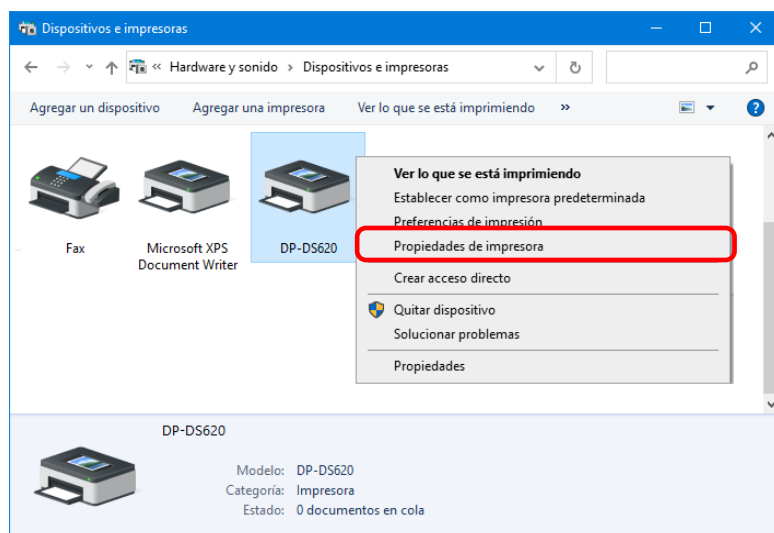 Dispositivos e impresoras
« Hardware y sonido › Dispositivos e impresoras
Agregar un dispositivo Agregar una impresora Ver lo que se está imprimiendo »
Fax
Microsoft XPS
Document Writer
DP-DS620
Ver lo que se está imprimiendo
Establecer como impresora predeterminada
Preferencias de impresión
Propiedades de impresora
Crear acceso directo
Quitar dispositivo
Solucionar problemas
Propiedades
DP-DS620
Modelo: DP-DS620
Categoría: Impresora
Estado: 0 documentos en cola